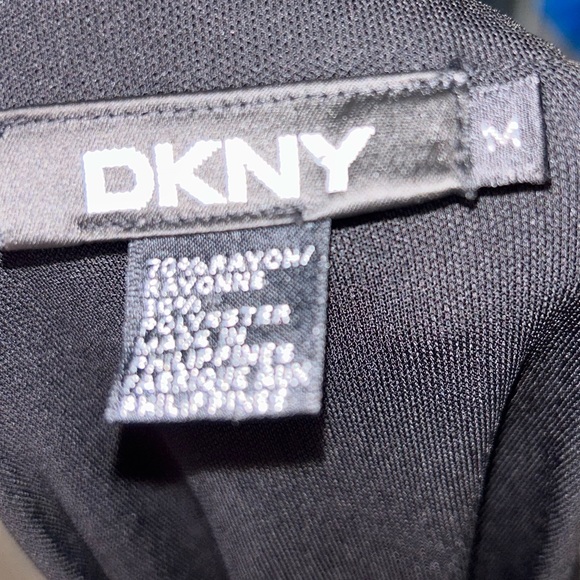 DKNY
M
70% RAYON/
RAYONNE
30%
POLYESTER
MADE IN
PHILIPPINES
FABRIQUE AUX
PHILIPPINES